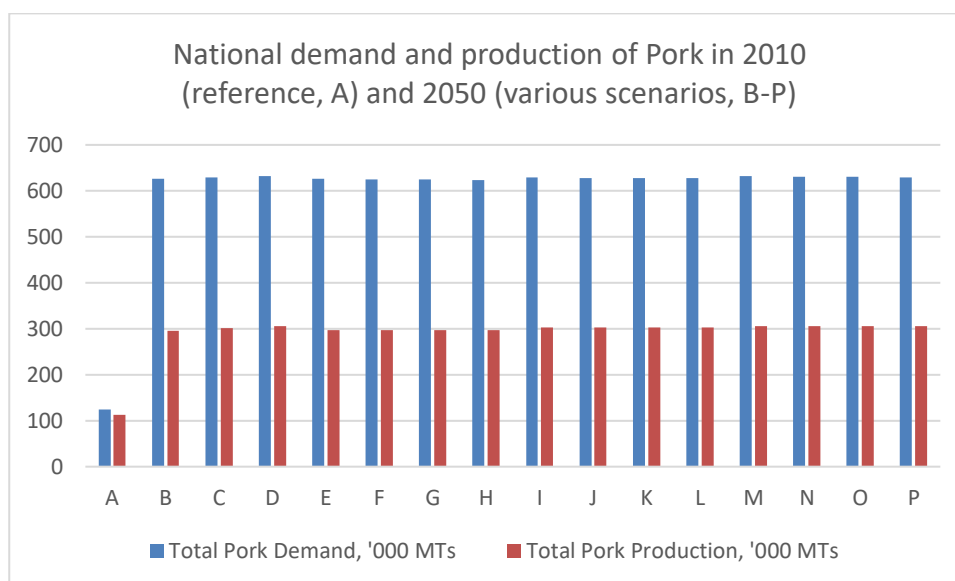 National demand and production of Pork in 2010
(reference, A) and 2050 (various scenarios, B-P)
700
600
500
400
300
200
100
0
A B C D E F G H I J K L M N O P
Total Pork Demand, '000 MTs Total Pork Production, '000 MTs